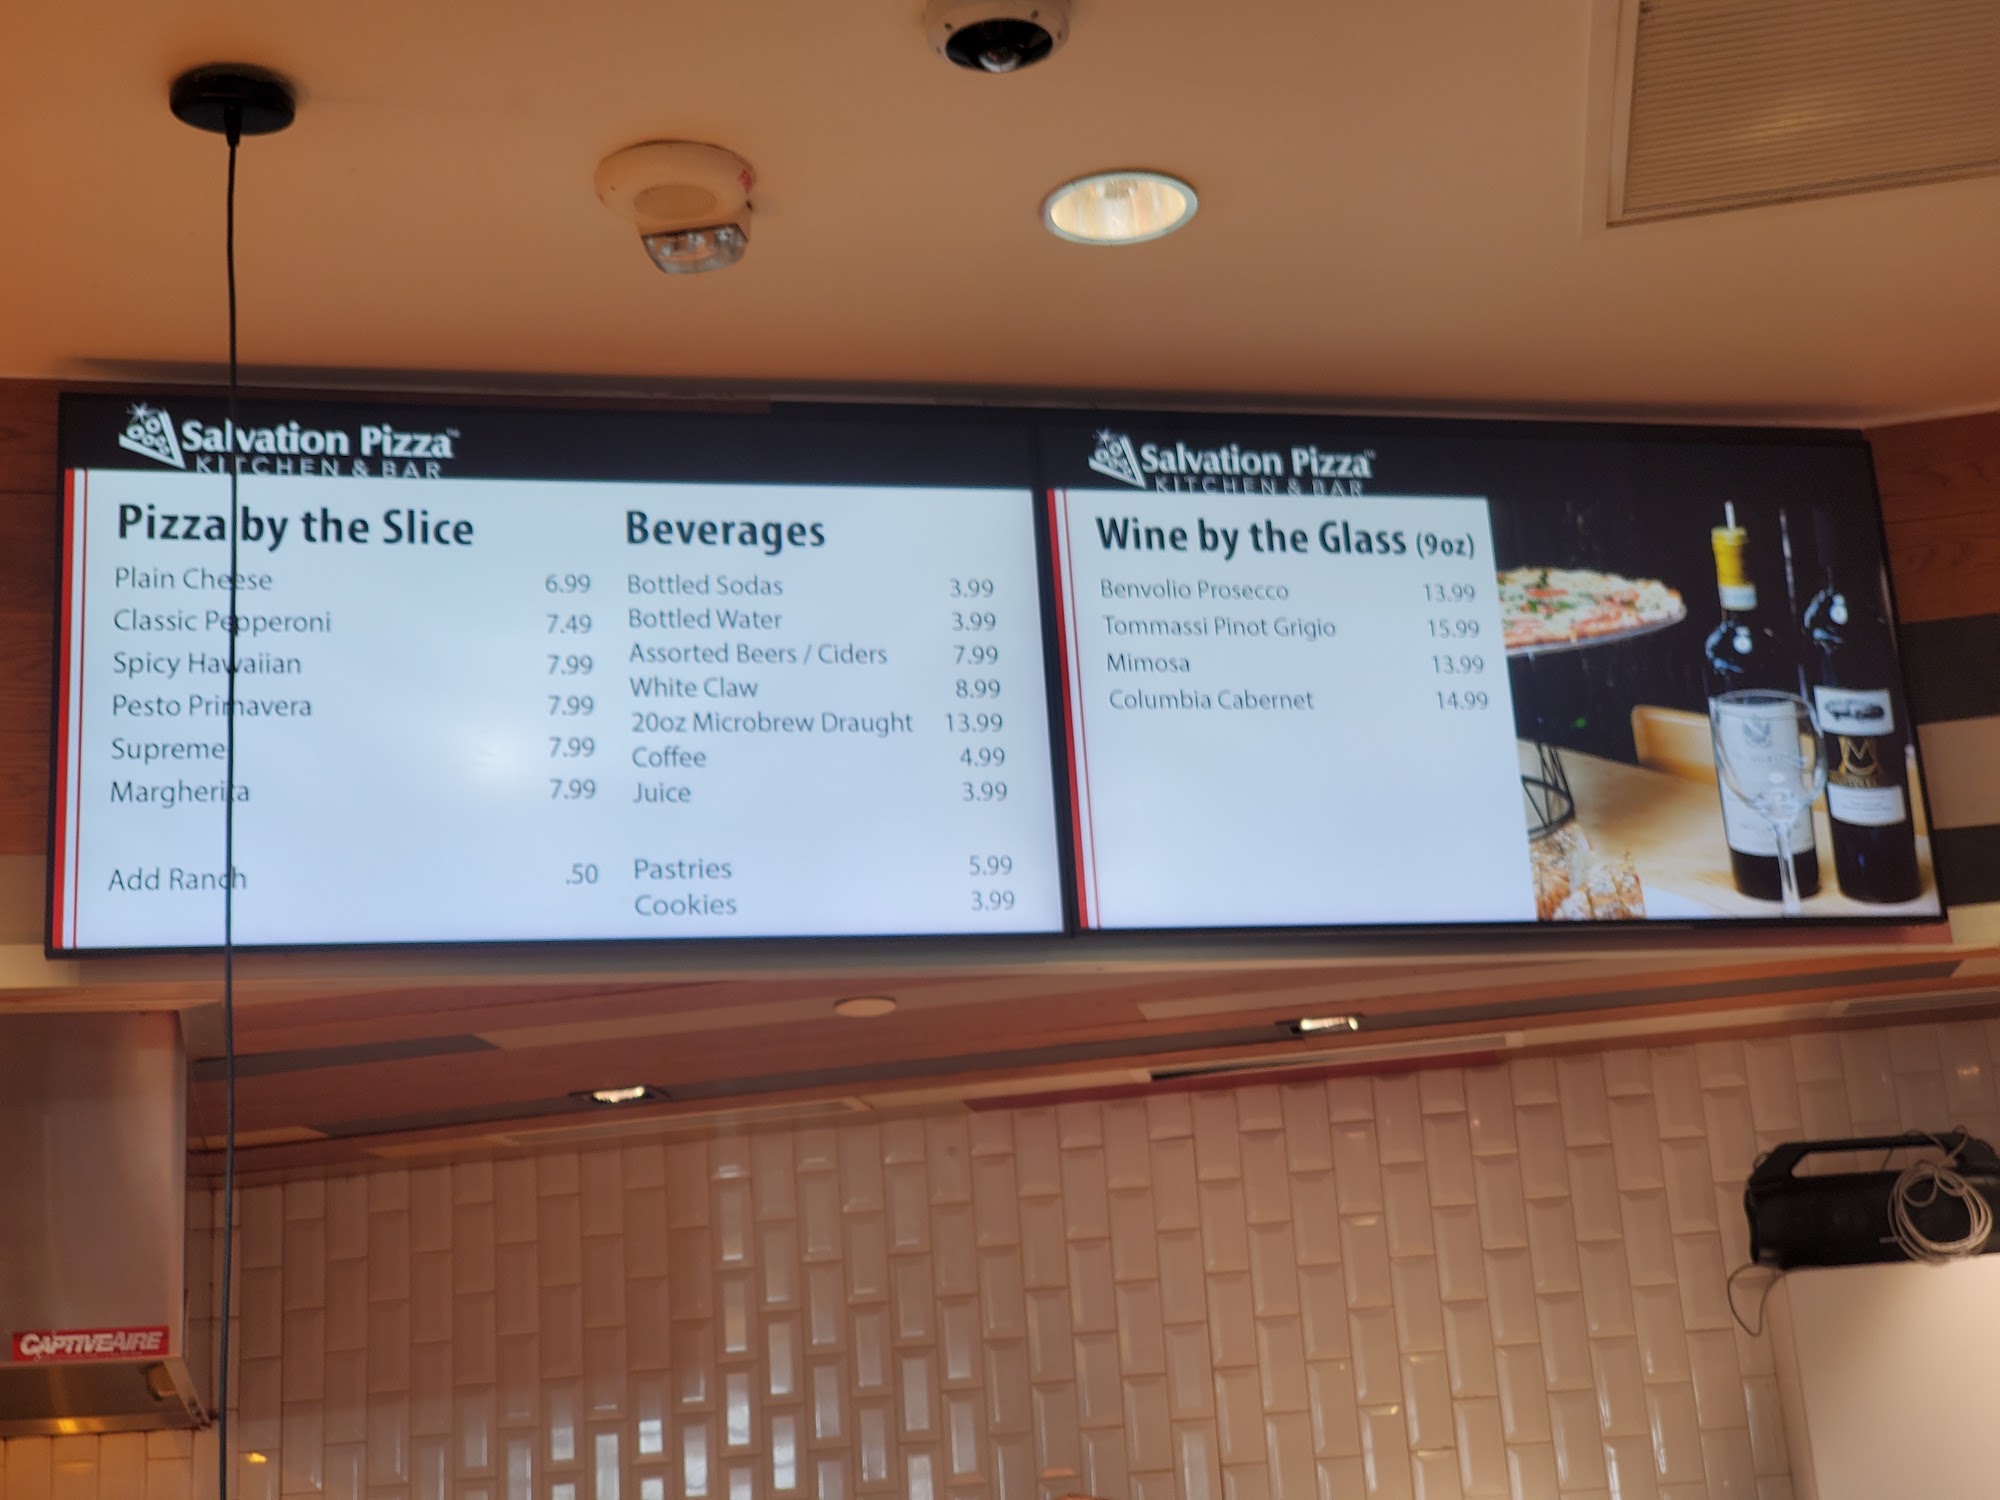 Salvation Pizza™
KITCHEN & BAR
Pizza by the Slice
Plain Cheese 6.99
Classic Pepperoni 7.49
Spicy Hawaiian 7.99
Pesto Primavera 7.99
Supreme 7.99
Margherita 7.99
Add Ranch .50
Beverages
Bottled Sodas 3.99
Bottled Water 3.99
Assorted Beers / Ciders 7.99
White Claw 8.99
20oz Microbrew Draught 13.99
Coffee 4.99
Juice 3.99
Pastries 5.99
Cookies 3.99
Salvation Pizza™
KITCHEN & BAR
Wine by the Glass (9oz)
Benvolio Prosecco 13.99
Tommassi Pinot Grigio 15.99
Mimosa 13.99
Columbia Cabernet 14.99
CAPTIVEAIRE